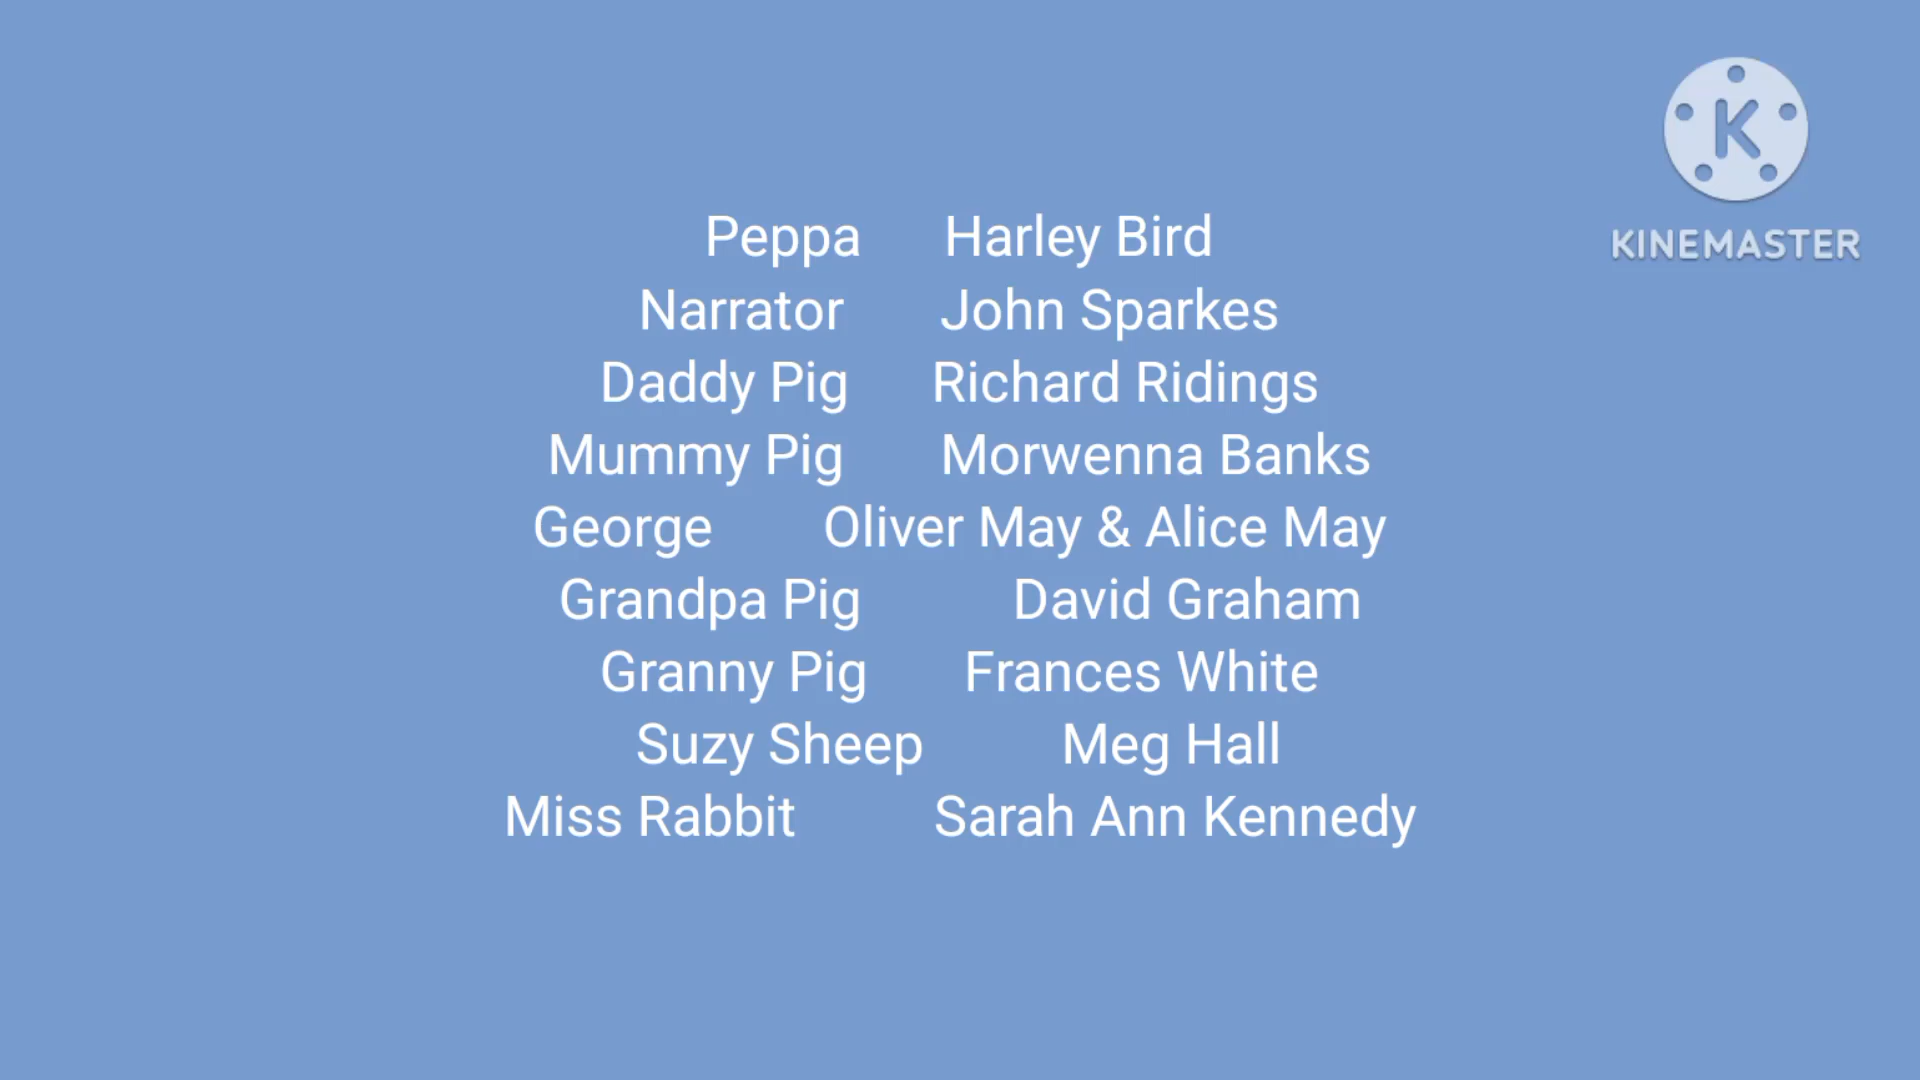 K
KINEMASTER
Peppa Harley Bird
Narrator John Sparkes
Daddy Pig Richard Ridings
Mummy Pig Morwenna Banks
George Oliver May & Alice May
Grandpa Pig David Graham
Granny Pig Frances White
Suzy Sheep Meg Hall
Miss Rabbit Sarah Ann Kennedy